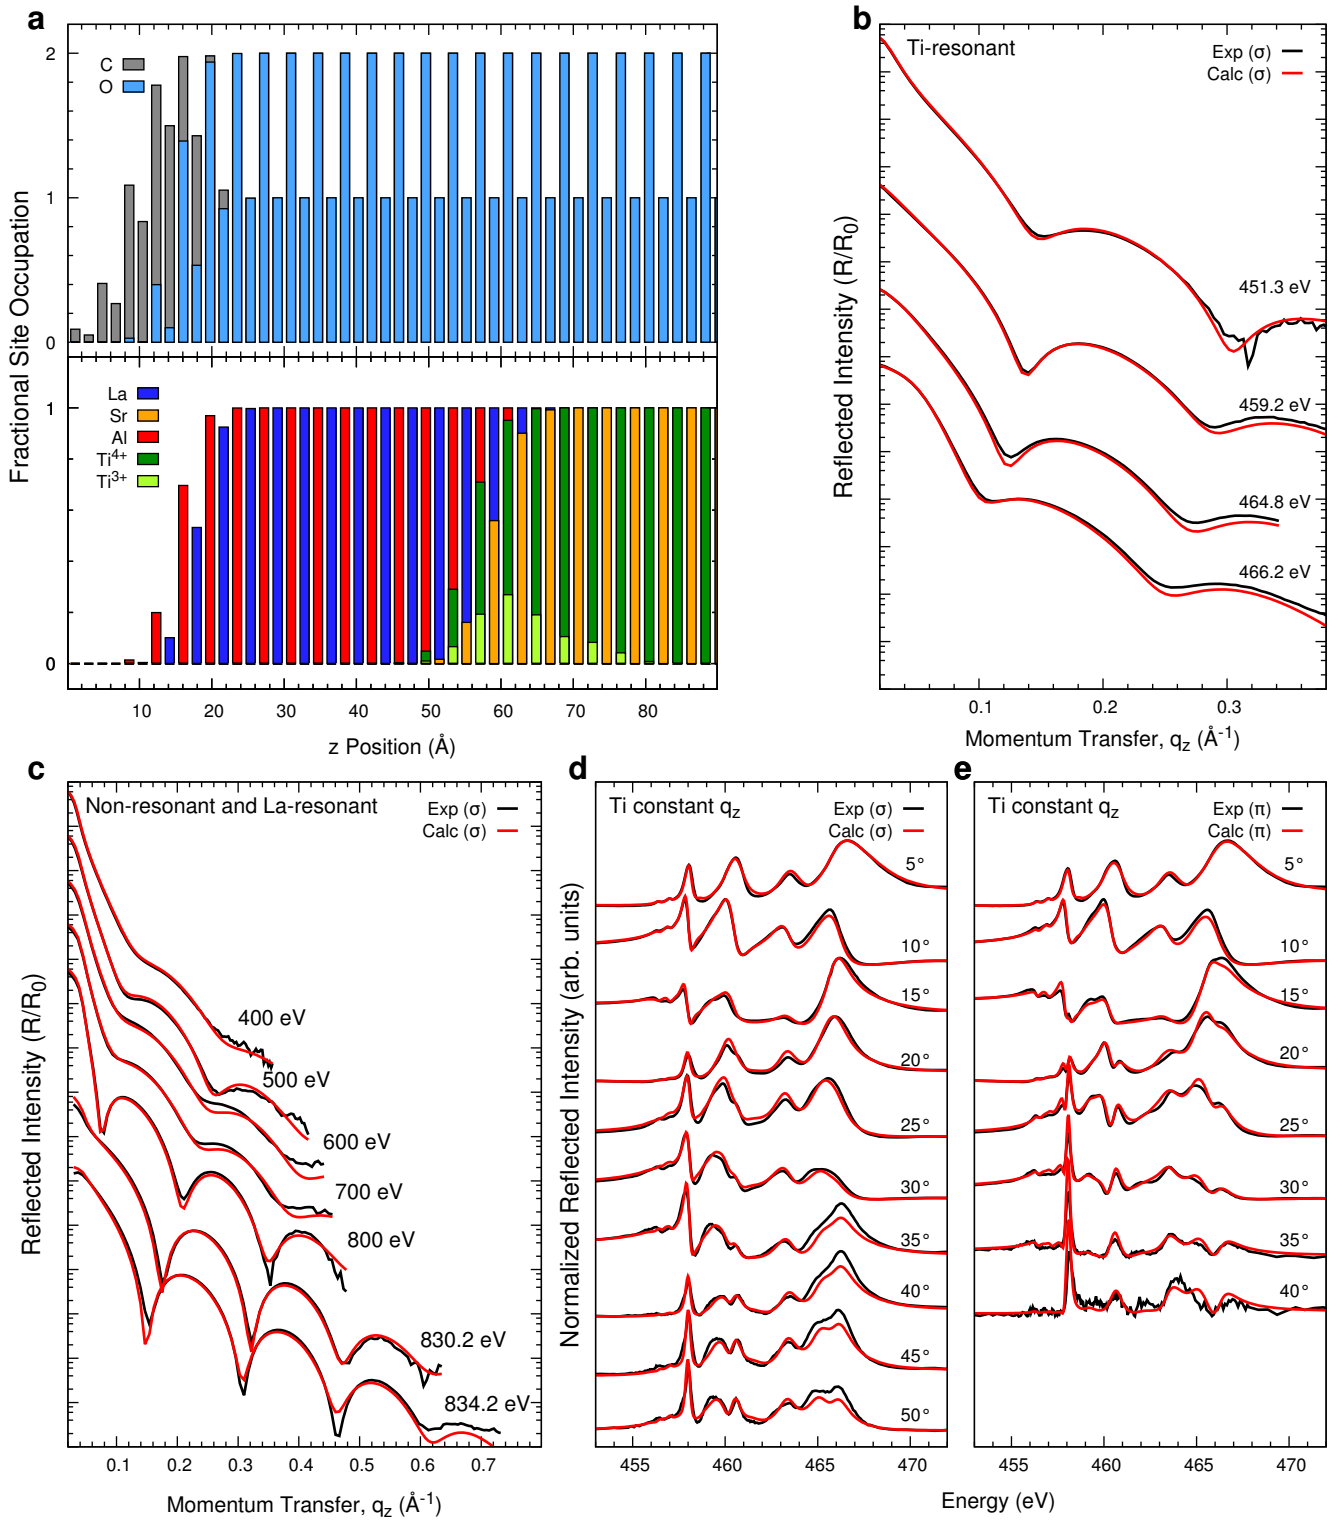 a
C
O
2
1
0
Fractional Site Occupation
La
Sr
Al
Ti4+
Ti3+
1
0
10 20 30 40 50 60 70 80
z Position (Å)
b
Ti-resonant
Exp (σ)
Calc (σ)
451.3 eV
459.2 eV
464.8 eV
466.2 eV
Reflected Intensity (R/R0)
0.1 0.2 0.3
Momentum Transfer, qz (Å-1)
c
Non-resonant and La-resonant
Exp (σ)
Calc (σ)
400 eV
500 eV
600 eV
700 eV
800 eV
830.2 eV
834.2 eV
Reflected Intensity (R/R0)
0.1 0.2 0.3 0.4 0.5 0.6 0.7
Momentum Transfer, qz (Å-1)
d
Ti constant qz
Exp (σ)
Calc (σ)
5°
10°
15°
20°
25°
30°
35°
40°
45°
50°
Normalized Reflected Intensity (arb. units)
455 460 465 470
e
Ti constant qz
Exp (π)
Calc (π)
5°
10°
15°
20°
25°
30°
35°
40°
455 460 465 470
Energy (eV)